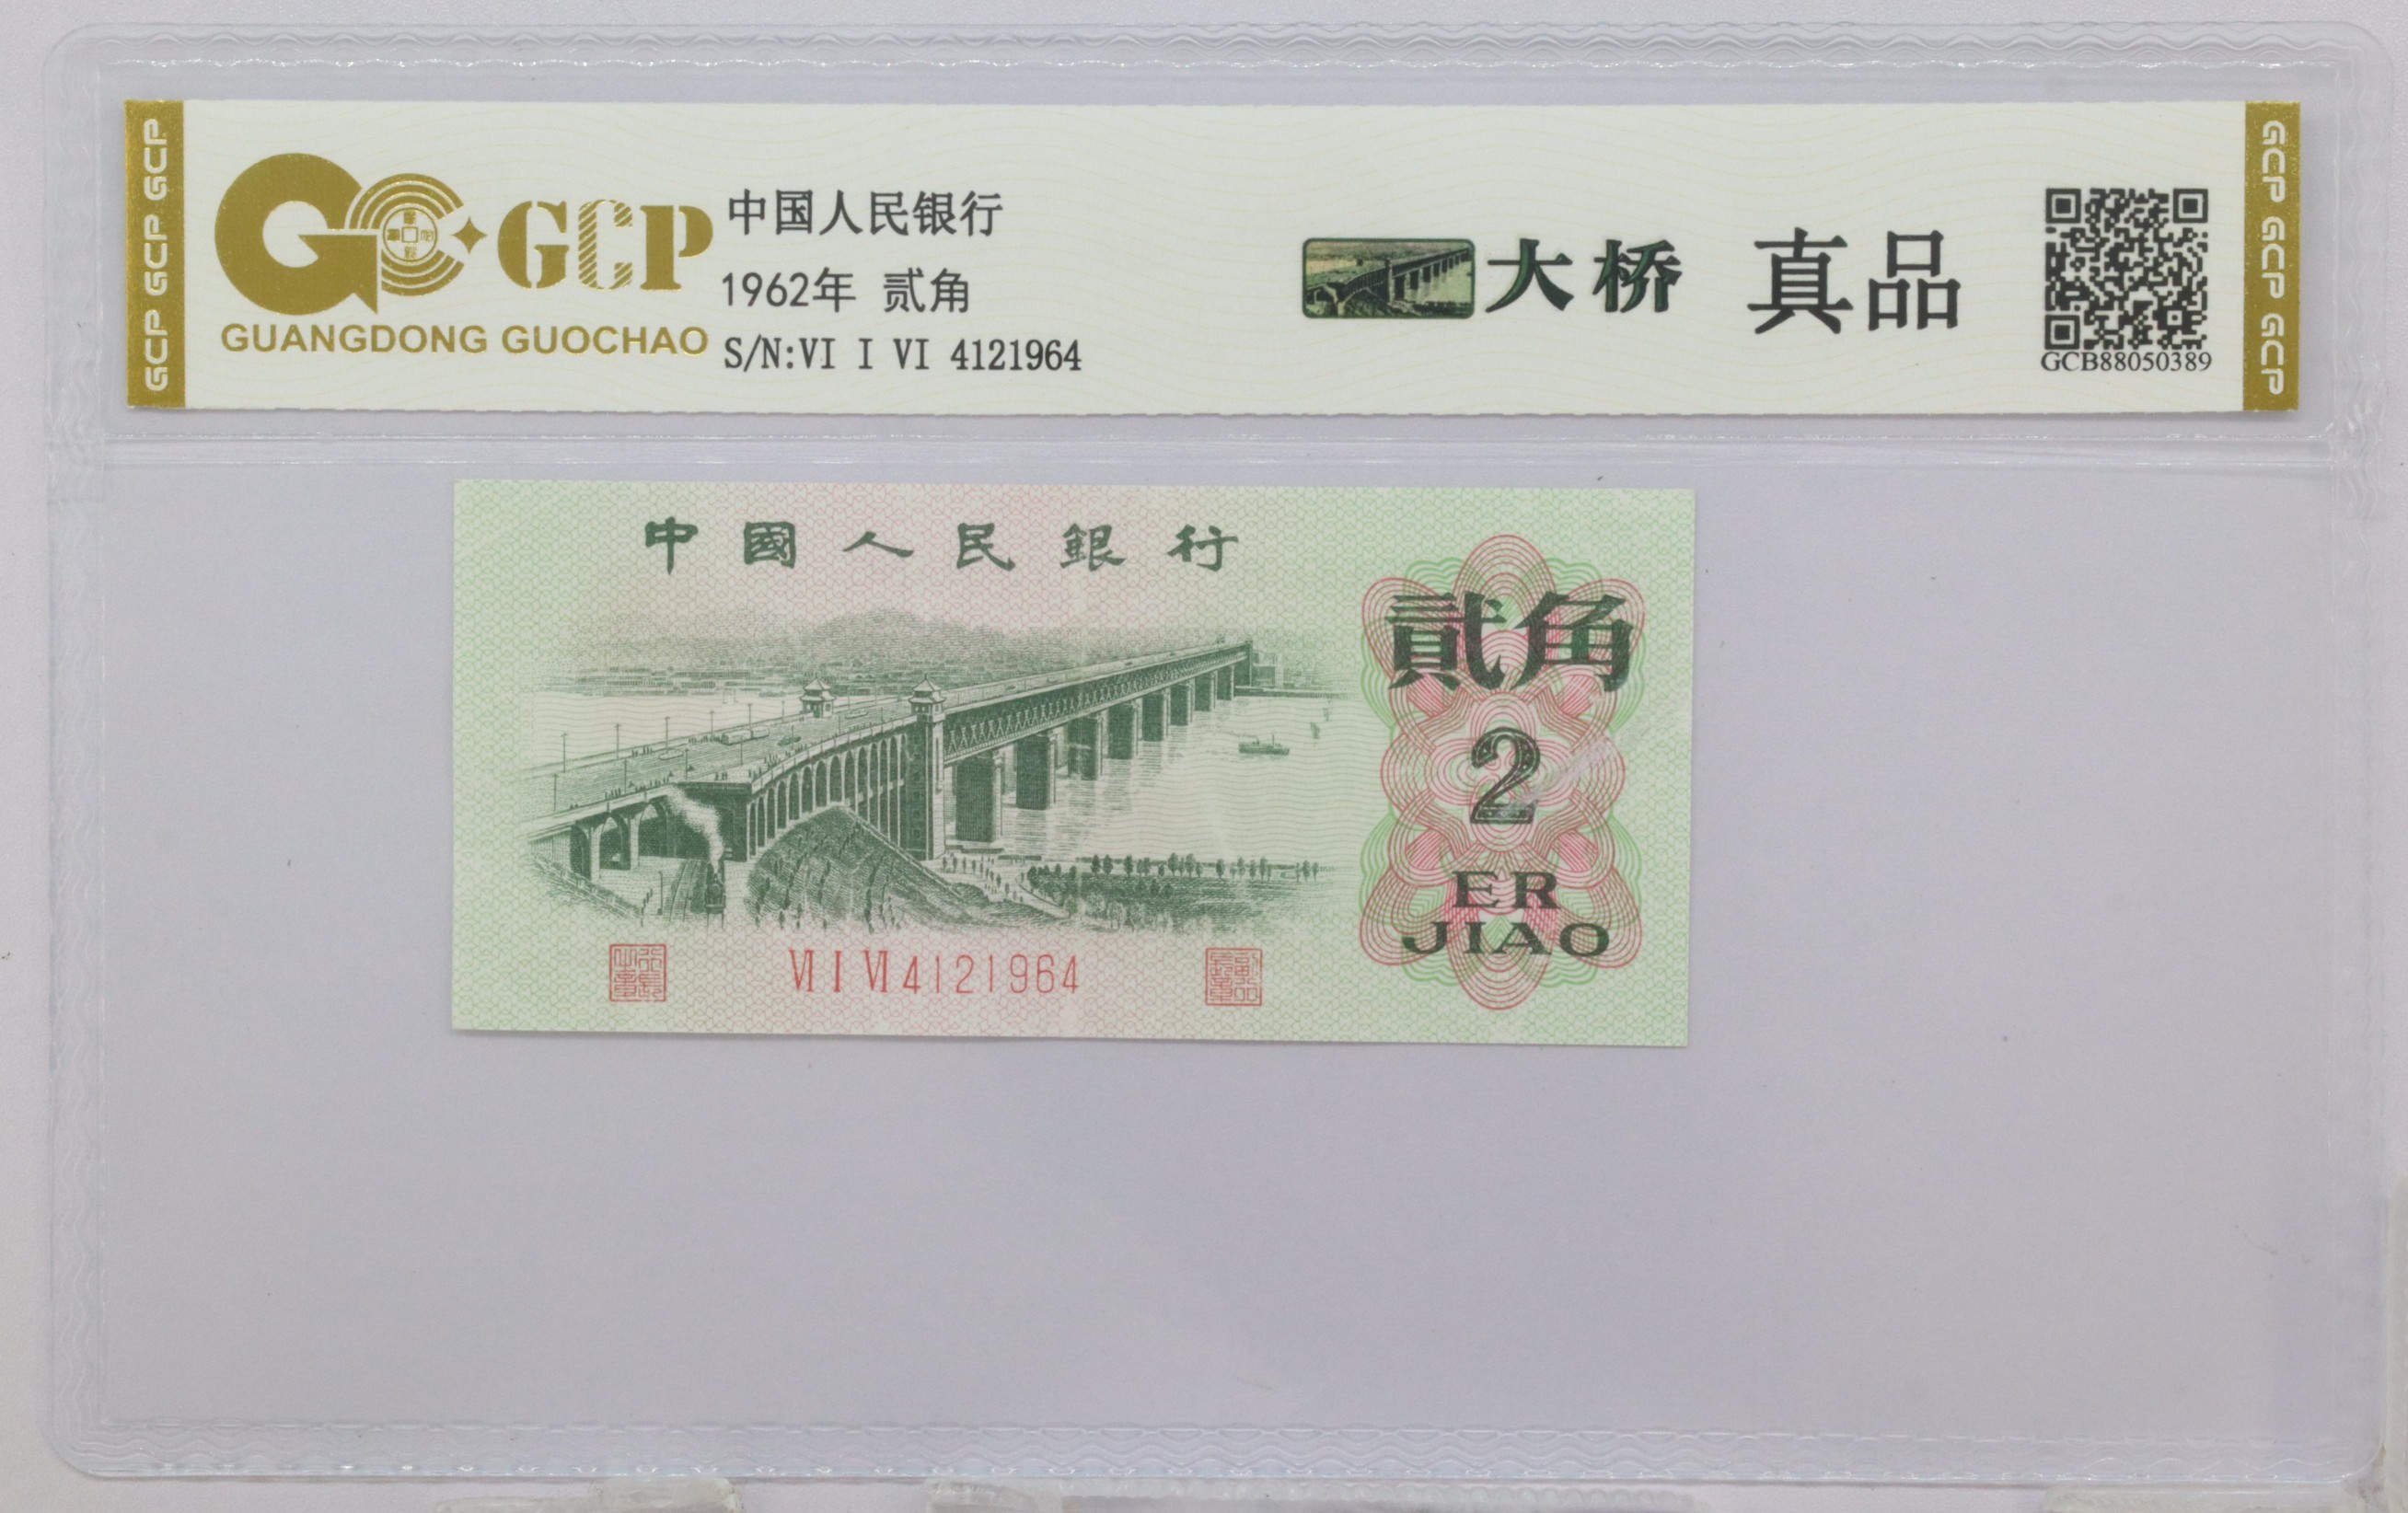 GCP GCP GCP
GCP
GUANGDONG GUOCHAO
中国人民银行
1962年 贰角
S/N:VI I VI 4121964
大桥 真品
GCB88050389
GCP GCP GCP
中國人民銀行
貳角
2
ER
JIAO
VI I VI 4121964